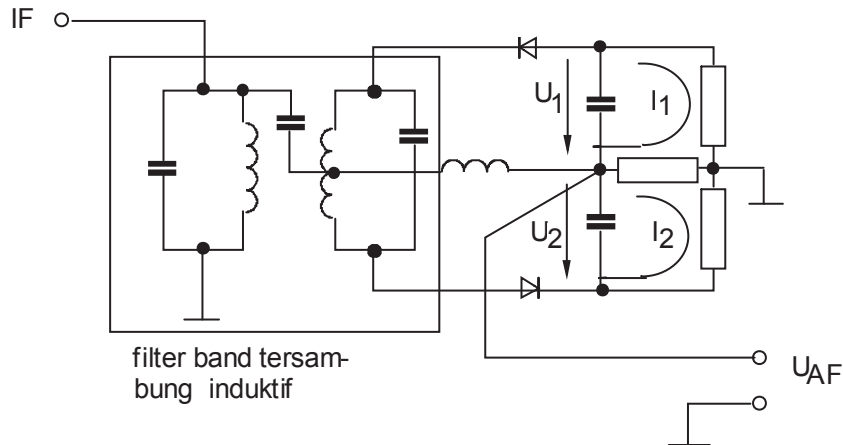 IF
U1
I1
U2
I2
UAF
filter band tersam-
bung induktif